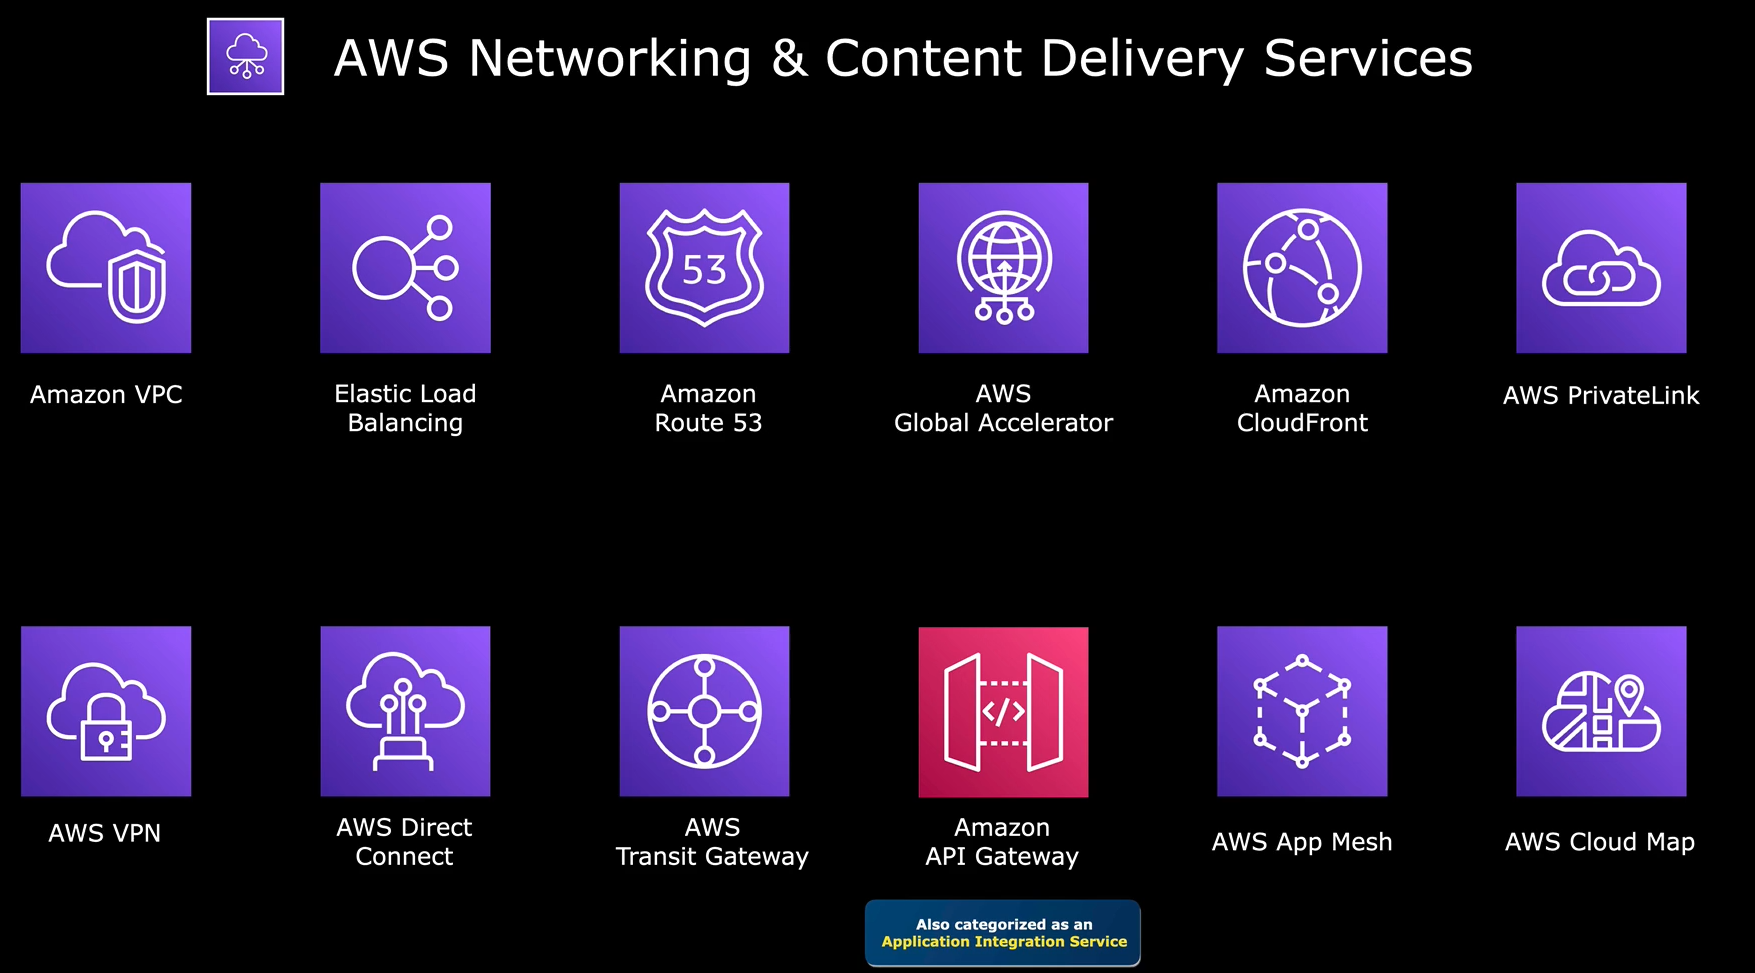 AWS Networking & Content Delivery Services
53
Amazon VPC
Elastic Load
Balancing
Amazon
Route 53
AWS
Global Accelerator
Amazon
CloudFront
AWS PrivateLink
</>
AWS VPN
AWS Direct
Connect
AWS
Transit Gateway
Amazon
API Gateway
AWS App Mesh
AWS Cloud Map
Also categorized as an
Application Integration Service